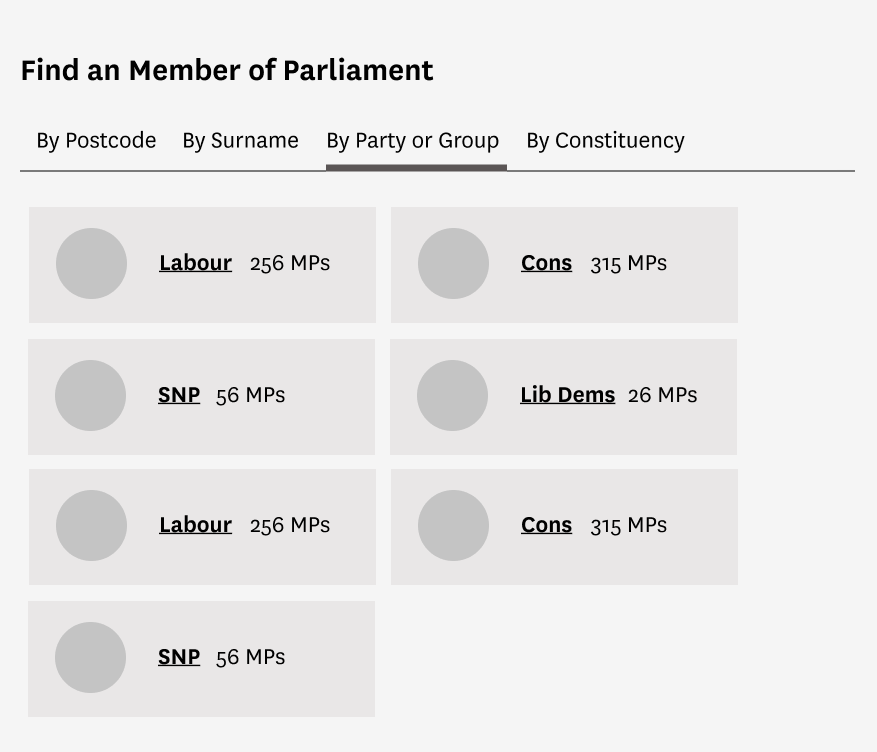 Find an Member of Parliament
By Postcode By Surname By Party or Group By Constituency
Labour 256 MPs Cons 315 MPs
SNP 56 MPs Lib Dems 26 MPs
Labour 256 MPs Cons 315 MPs
SNP 56 MPs